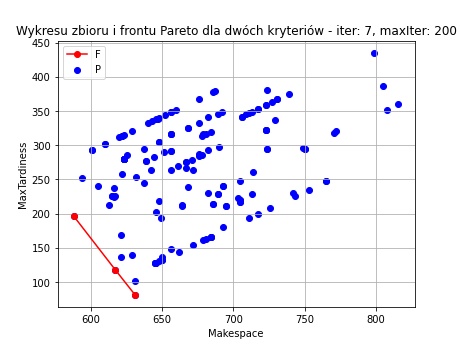 Wykresu zbioru i frontu Pareto dla dwóch kryteriów - iter: 7, maxIter: 200
F
P
MaxTardiness
450
400
350
300
250
200
150
100
600
650
700
750
800
Makespace